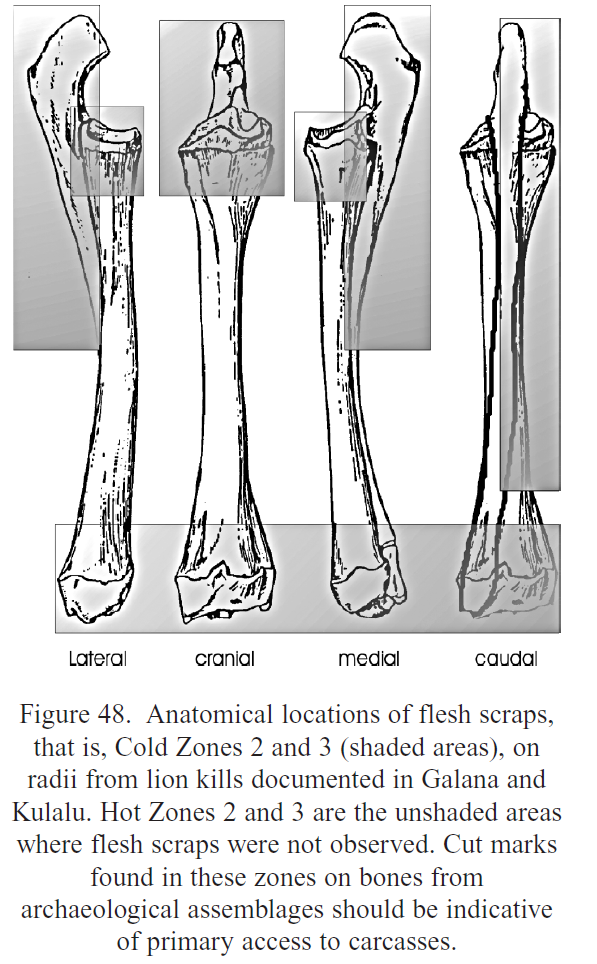 Lateral cranial medial caudal
Figure 48. Anatomical locations of flesh scraps,
that is, Cold Zones 2 and 3 (shaded areas), on
radii from lion kills documented in Galana and
Kulalu. Hot Zones 2 and 3 are the unshaded areas
where flesh scraps were not observed. Cut marks
found in these zones on bones from
archaeological assemblages should be indicative
of primary access to carcasses.